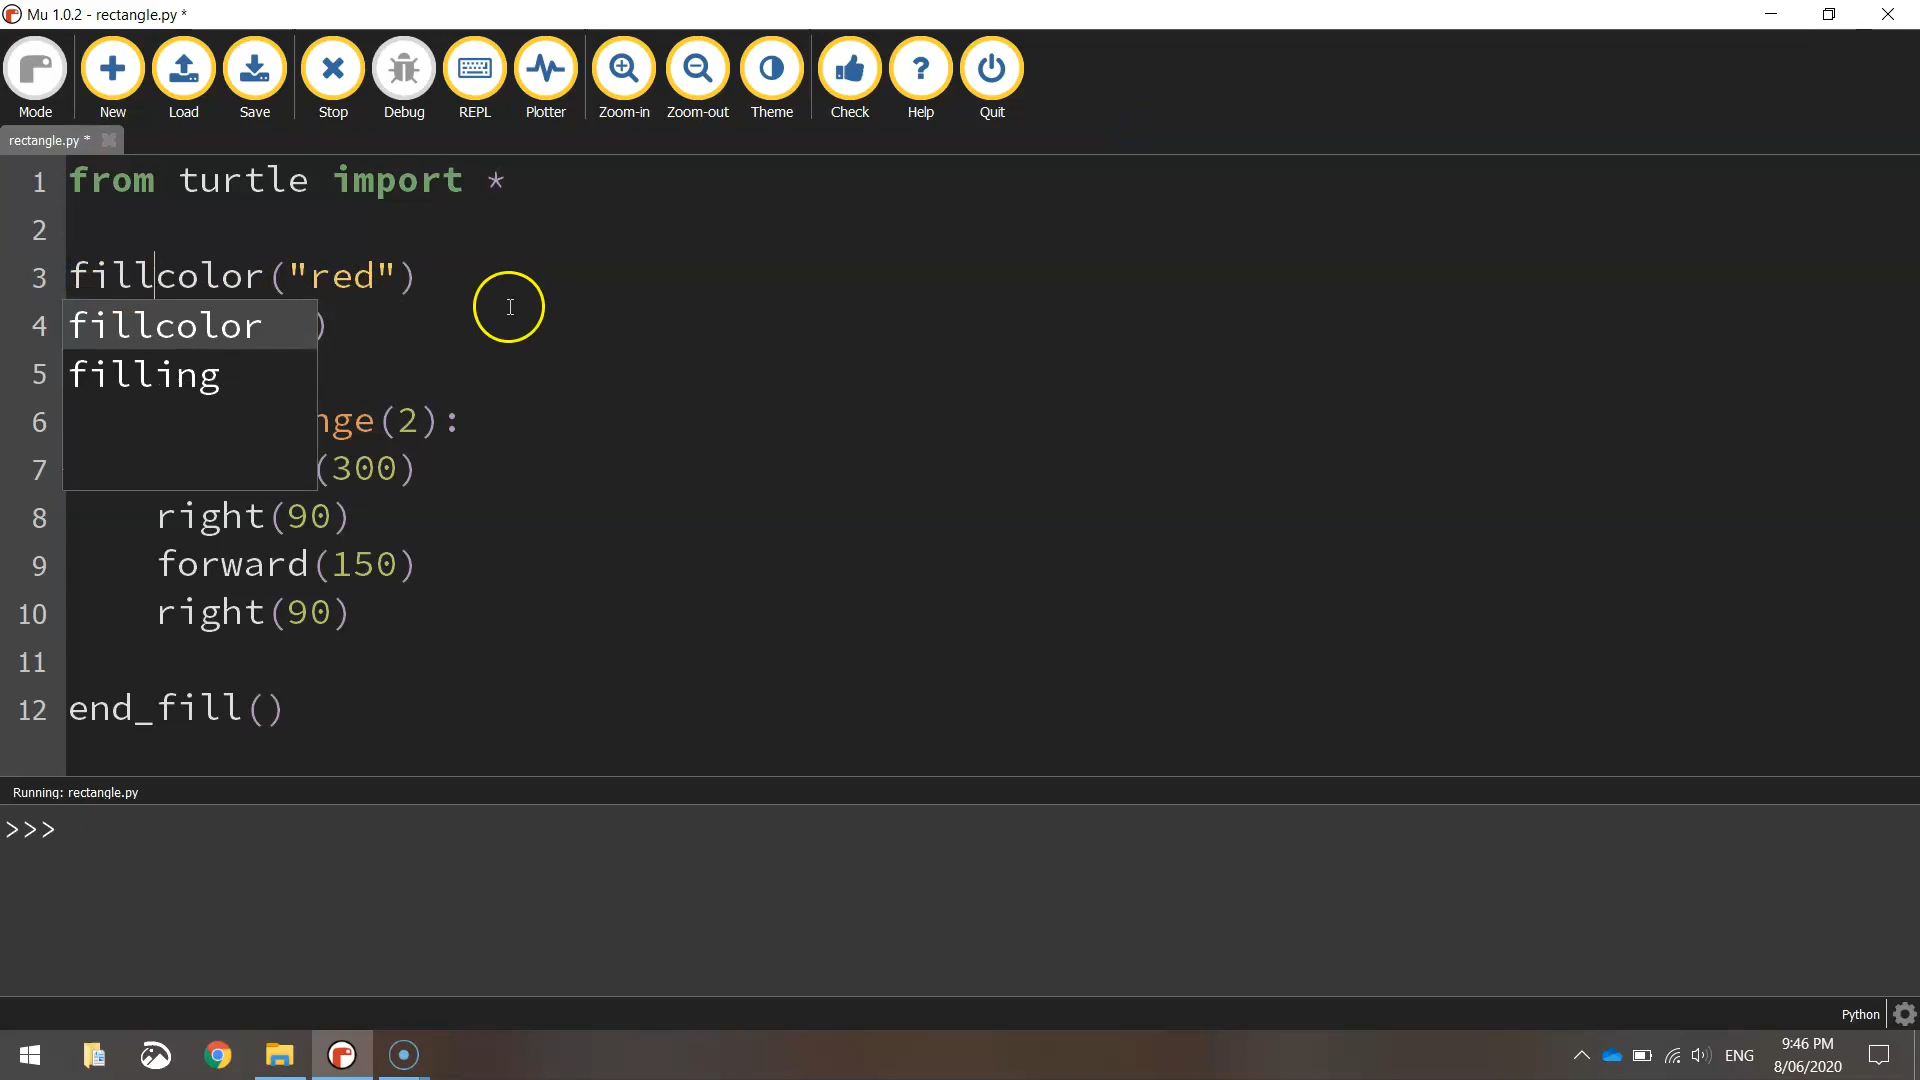 Mu 1.0.2 - rectangle.py *
Mode New Load Save Stop Debug REPL Plotter Zoom-in Zoom-out Theme Check Help Quit
rectangle.py *
1 from turtle import *
2
3 fillcolor("red")
4 fillcolor )
5 filling
6 nge(2):
7 (300)
8 right(90)
9 forward(150)
10 right(90)
11
12 end_fill()
Running: rectangle.py
>>>
Python
ENG
9:46 PM
8/06/2020